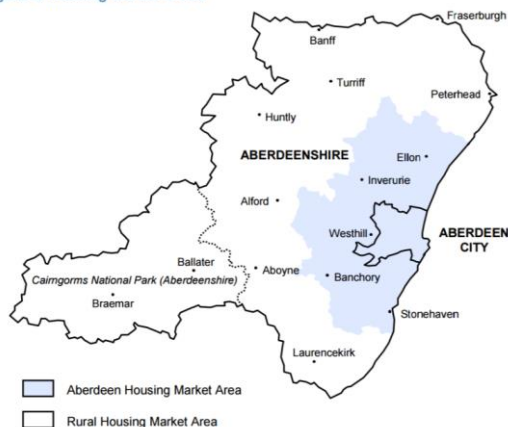 Fraserburgh
Banff
Turriff
Peterhead
Huntly
ABERDEENSHIRE
Ellon
Inverurie
Alford
Westhill
ABERDEEN
CITY
Ballater
Aboyne
Cairngorms National Park (Aberdeenshire)
Banchory
Braemar
Stonehaven
Laurencekirk
Aberdeen Housing Market Area
Rural Housing Market Area